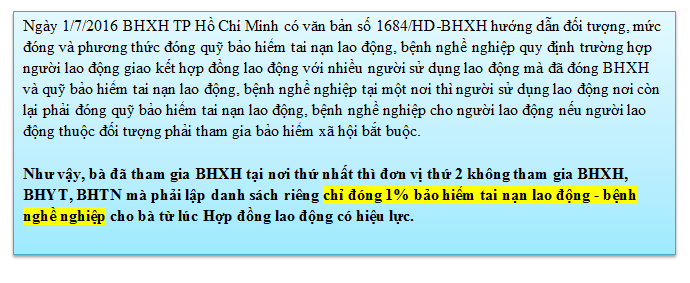 Ngày 1/7/2016 BHXH TP Hồ Chi Minh có văn bản số 1684/HD-BHXH hướng dẫn đối tượng, mức
đóng và phương thức đóng quỹ bảo hiểm tai nạn lao động, bệnh nghề nghiệp quy định trường hợp
người lao động giao kết hợp đồng lao động với nhiều người sử dụng lao động mà đã đóng BHXH
và quỹ bảo hiểm tai nạn lao động, bệnh nghề nghiệp tại một nơi thì người sử dụng lao động nơi còn
lại phải đóng quỹ bảo hiểm tai nạn lao động, bệnh nghề nghiệp cho người lao động nếu người lao
động thuộc đối tượng phải tham gia bảo hiểm xã hội bắt buộc.
Như vậy, bà đã tham gia BHXH tại nơi thứ nhất thì đơn vị thứ 2 không tham gia BHXH,
BHYT, BHTN mà phải lập danh sách riêng chỉ đóng 1% bảo hiểm tai nạn lao động - bệnh
nghề nghiệp cho bà từ lúc Hợp đồng lao động có hiệu lực.